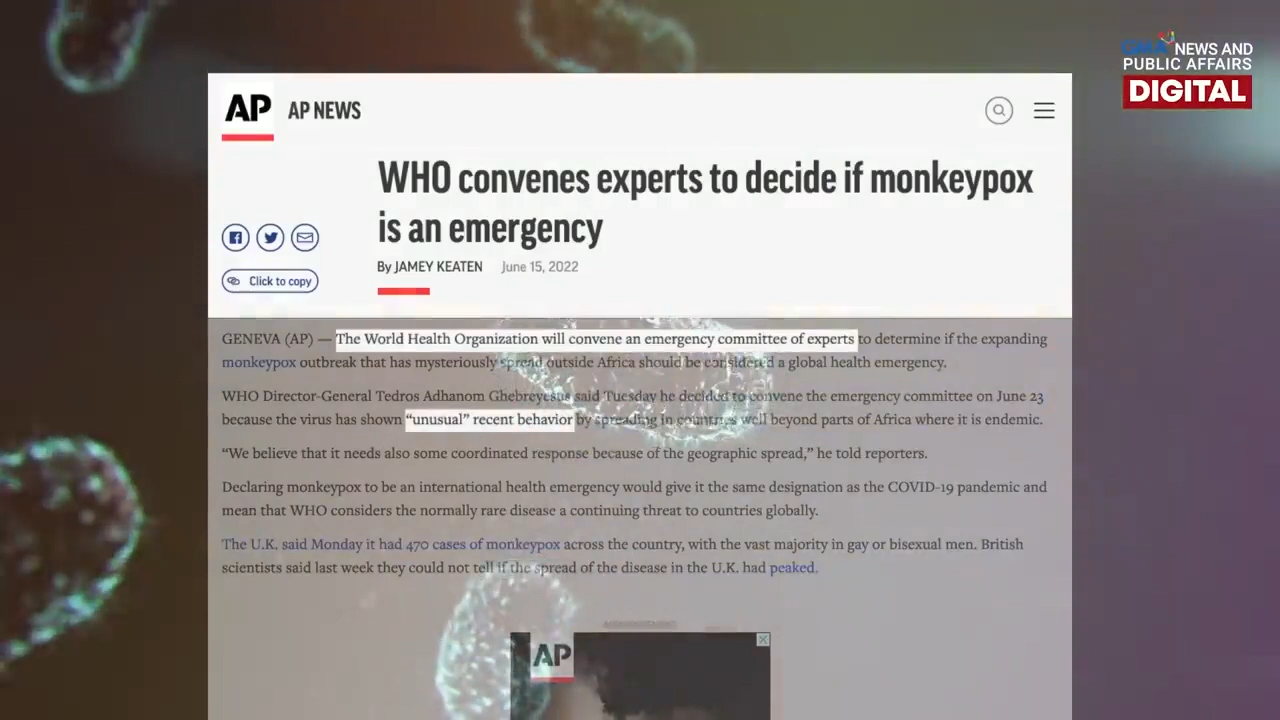 GMA NEWS AND
PUBLIC AFFAIRS
DIGITAL
AP AP NEWS
WHO convenes experts to decide if monkeypox
is an emergency
By JAMEY KEATEN June 15, 2022
Click to copy
GENEVA (AP) — The World Health Organization will convene an emergency committee of experts to determine if the expanding
monkeypox outbreak that has mysteriously spread outside Africa should be considered a global health emergency.
WHO Director-General Tedros Adhanom Ghebreyesus said Tuesday he decided to convene the emergency committee on June 23
because the virus has shown “unusual” recent behavior by spreading in countries well beyond parts of Africa where it is endemic.
“We believe that it needs also some coordinated response because of the geographic spread,” he told reporters.
Declaring monkeypox to be an international health emergency would give it the same designation as the COVID-19 pandemic and
mean that WHO considers the normally rare disease a continuing threat to countries globally.
The U.K. said Monday it had 470 cases of monkeypox across the country, with the vast majority in gay or bisexual men. British
scientists said last week they could not tell if the spread of the disease in the U.K. had peaked.
ADVERTISEMENT
AP